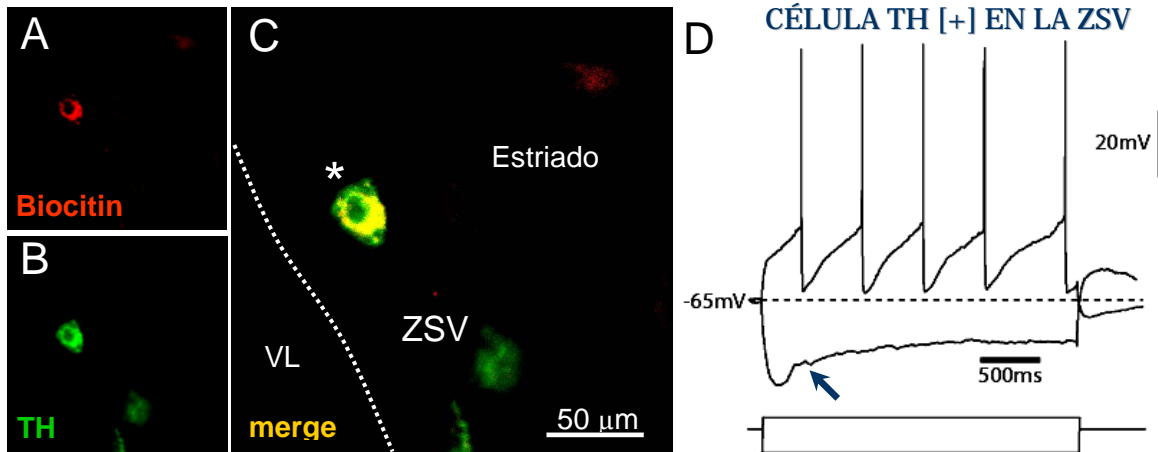 A
Biocitin
B
TH
C
*
Estriado
ZSV
VL
merge
50 µm
D
CÉLULA TH [+] EN LA ZSV
20mV
-65mV
500ms